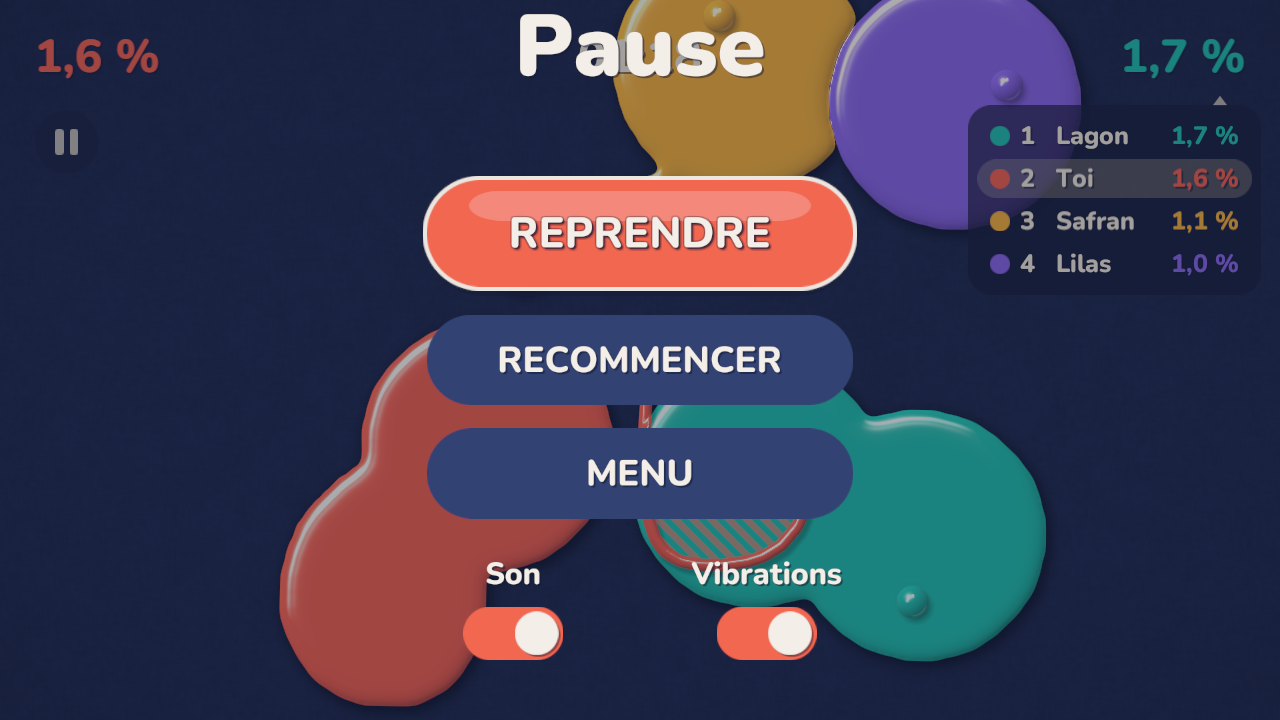 Pause
1,6 %
1,7 %
1 Lagon 1,7 %
2 Toi 1,6 %
3 Safran 1,1 %
4 Lilas 1,0 %
REPRENDRE
RECOMMENCER
MENU
Son
Vibrations